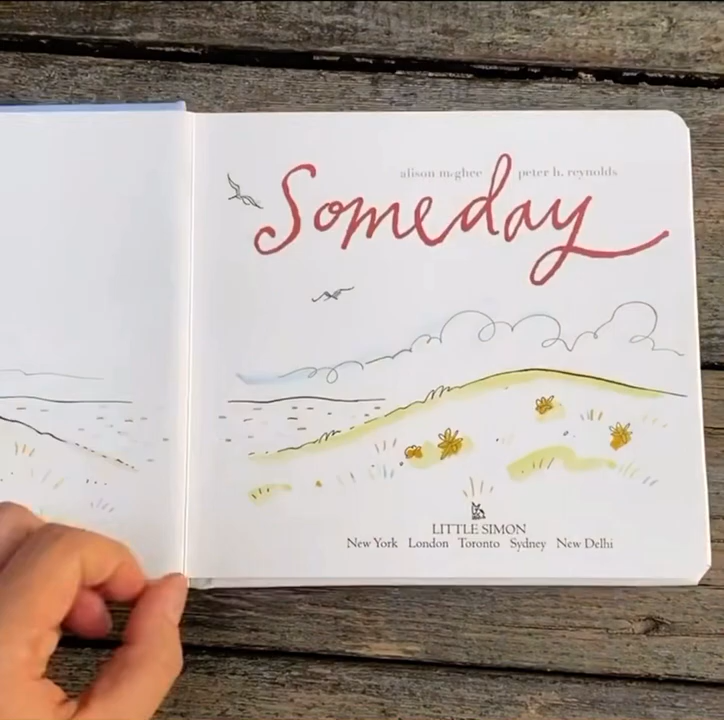 alison mcghee peter h. reynolds
Someday
LITTLE SIMON
New York London Toronto Sydney New Delhi